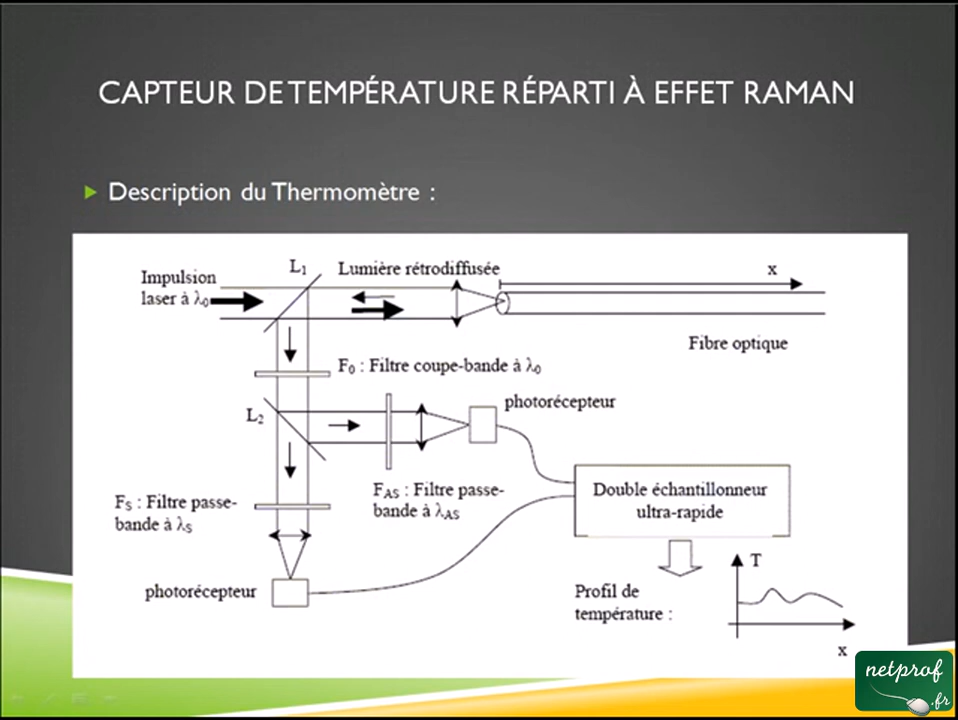 CAPTEUR DE TEMPÉRATURE RÉPARTI À EFFET RAMAN
Description du Thermomètre :
Impulsion
laser à λ0
L1
Lumière rétrodiffusée
x
Fibre optique
F0 : Filtre coupe-bande à λ0
L2
photorécepteur
FS : Filtre passe-
bande à λS
FAS : Filtre passe-
bande à λAS
Double échantillonneur
ultra-rapide
photorécepteur
Profil de
température :
T
x
netprof
.fr